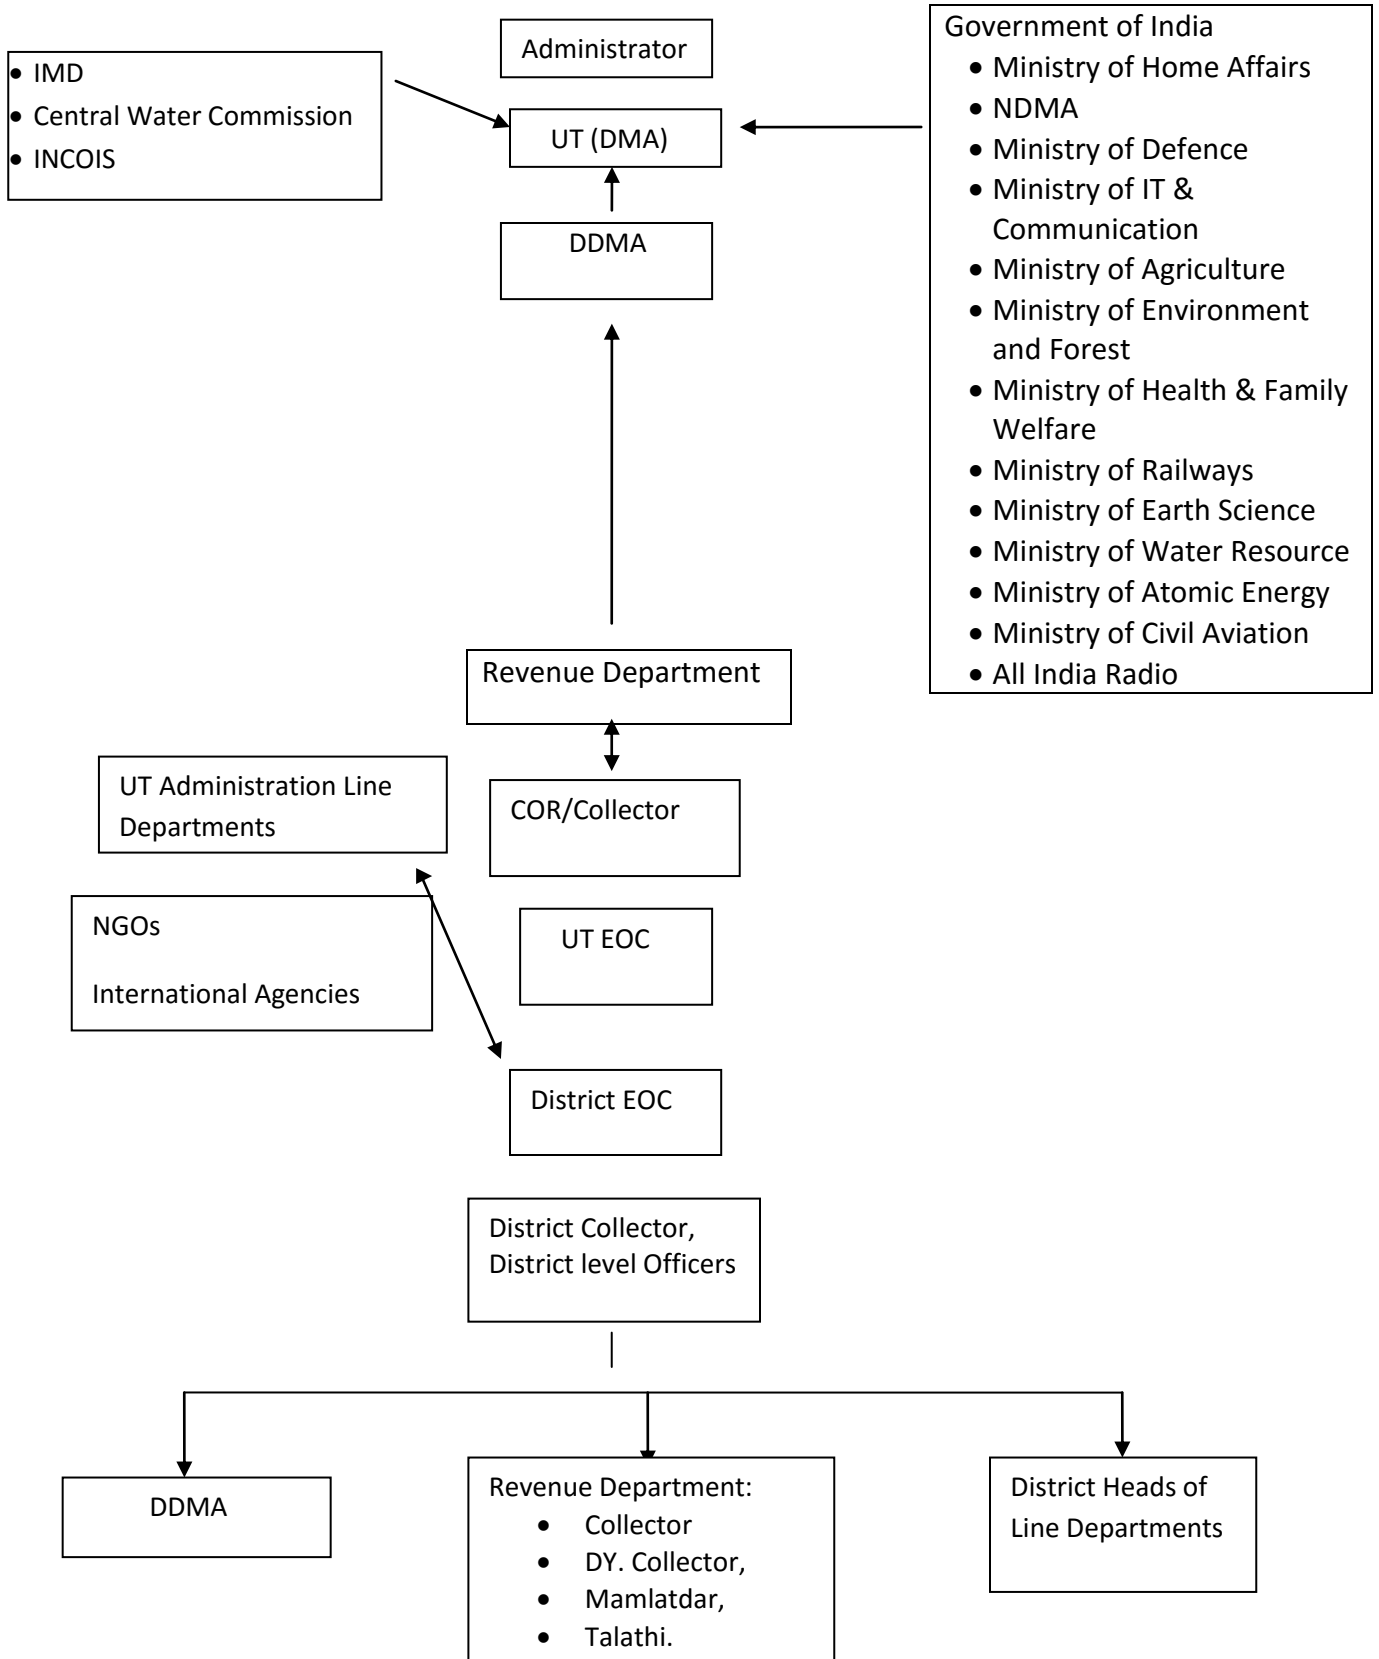 Administrator
• IMD
• Central Water Commission
• INCOIS
UT (DMA)
DDMA
Government of India
• Ministry of Home Affairs
• NDMA
• Ministry of Defence
• Ministry of IT &
Communication
• Ministry of Agriculture
• Ministry of Environment
and Forest
• Ministry of Health & Family
Welfare
• Ministry of Railways
• Ministry of Earth Science
• Ministry of Water Resource
• Ministry of Atomic Energy
• Ministry of Civil Aviation
• All India Radio
Revenue Department
UT Administration Line
Departments
COR/Collector
NGOs
International Agencies
UT EOC
District EOC
District Collector,
District level Officers
DDMA
Revenue Department:
• Collector
• DY. Collector,
• Mamlatdar,
• Talathi.
District Heads of
Line Departments